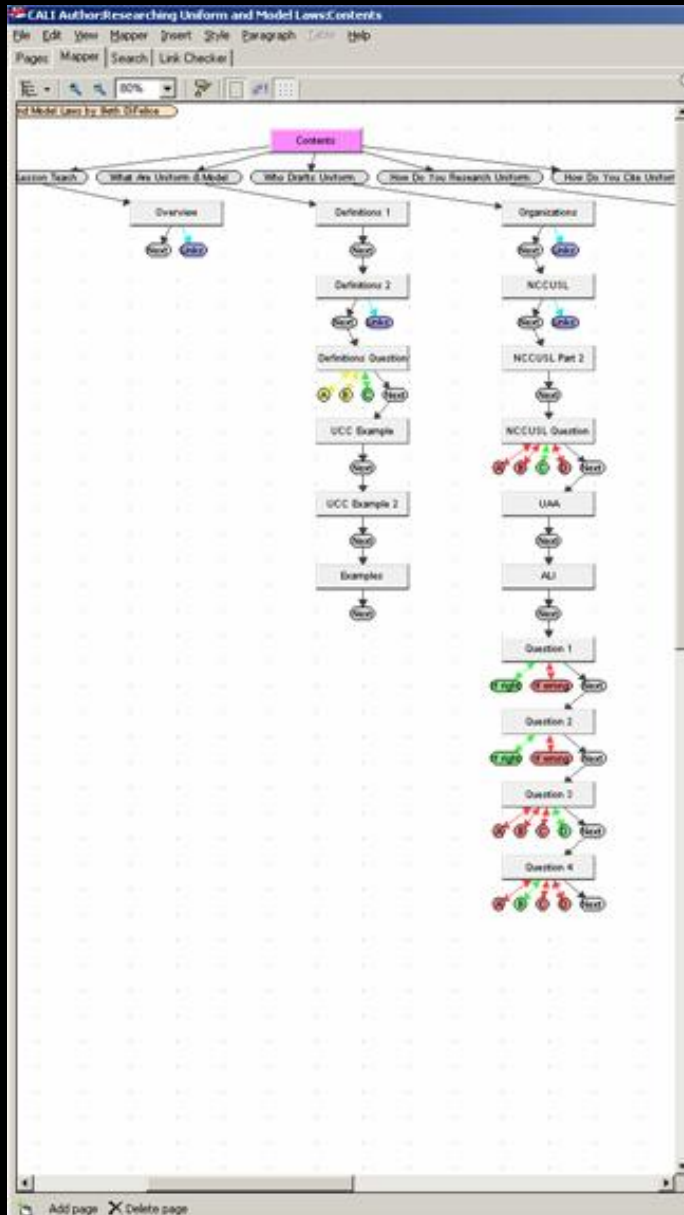 CALI Author:Researching Uniform and Model Laws:Contents
File Edit View Mapper Insert Style Paragraph Table Help
Pages Mapper Search Link Checker
80%
nd Model Laws by Beth DiFelice
Contents
Lesson Teach What Are Uniform & Model Who Drafts Uniform How Do You Research Uniform How Do You Cite Uniform
Overview Definitions 1 Organizations
Next Links Next Next Links
Definitions 2 NCCUSL
Next Links Next Links
Definitions Question NCCUSL Part 2
A B C Next Next
UCC Example NCCUSL Question
Next A B C D Next
UCC Example 2 UAA
Next Next
Examples ALI
Next Next
Question 1
If right If wrong Next
Question 2
If right If wrong Next
Question 3
A B C D Next
Question 4
A B C D Next
Add page Delete page